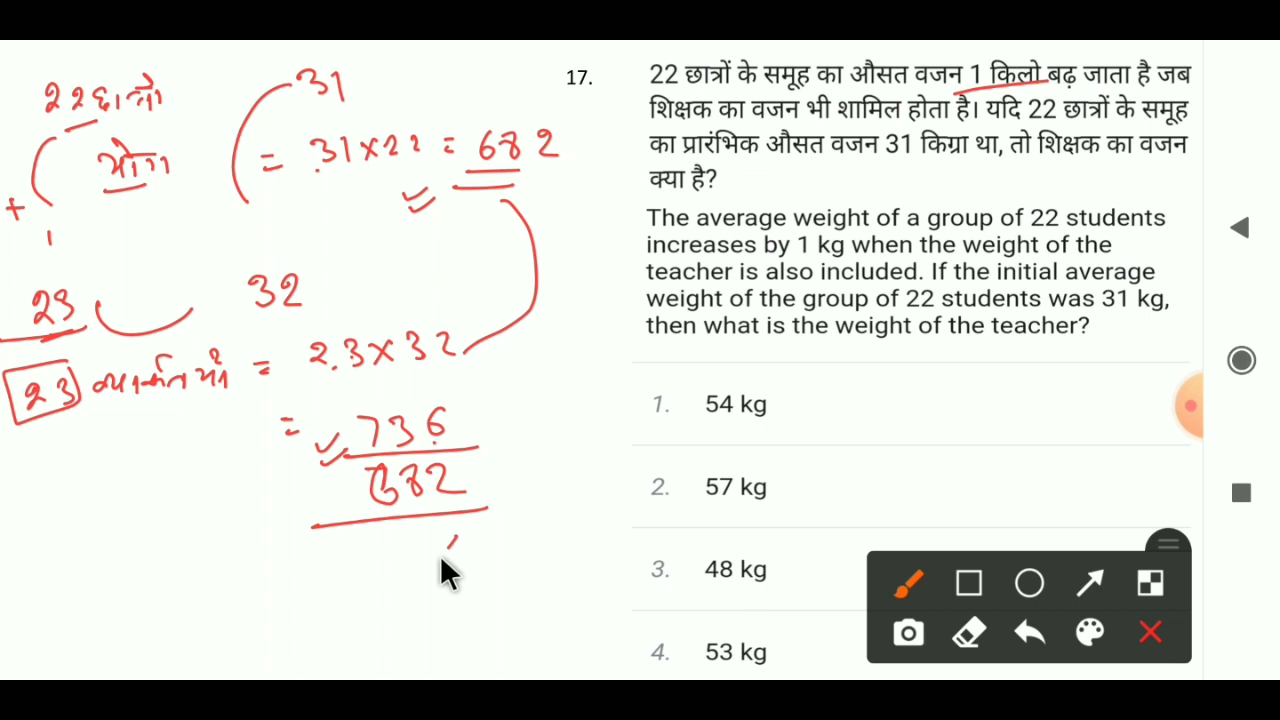 22 छात्रों
योग
+
1
23
23 व्यक्तियों = 23×32
31
= 31×22 = 682
32
= 736
682
17.
22 छात्रों के समूह का औसत वजन 1 किलो बढ़ जाता है जब
शिक्षक का वजन भी शामिल होता है। यदि 22 छात्रों के समूह
का प्रारंभिक औसत वजन 31 किग्रा था, तो शिक्षक का वजन
क्या है?
The average weight of a group of 22 students
increases by 1 kg when the weight of the
teacher is also included. If the initial average
weight of the group of 22 students was 31 kg,
then what is the weight of the teacher?
1. 54 kg
2. 57 kg
3. 48 kg
4. 53 kg